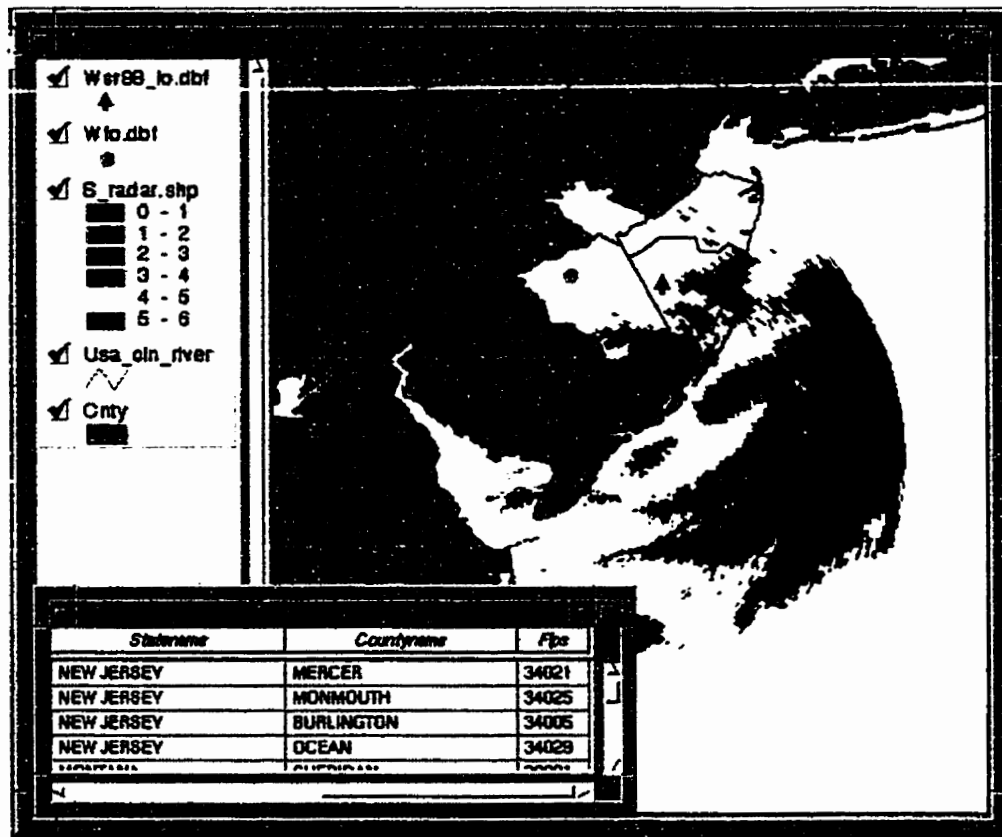 Wsr88_lo.dbf
Wfo.dbf
S_radar.shp
0 - 1
1 - 2
2 - 3
3 - 4
4 - 5
5 - 6
Usa_cln_river
Cnty
Statename Countyname Fips
NEW JERSEY MERCER 34021
NEW JERSEY MONMOUTH 34025
NEW JERSEY BURLINGTON 34005
NEW JERSEY OCEAN 34029
MONTANA SHERIDAN